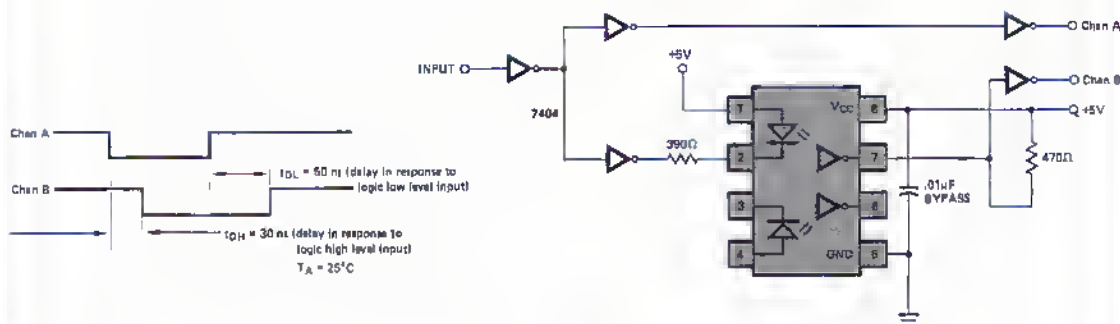 Chan A
INPUT
+5V
Chan B
VCC
+5V
7404
390Ω
470Ω
1
2
3
4
8
7
6
5
.01μF
BYPASS
GND
Chan A
tDL = 50 ns (delay in response to
logic low level input)
Chan B
tDH = 30 ns (delay in response to
logic high level input)
TA = 25°C